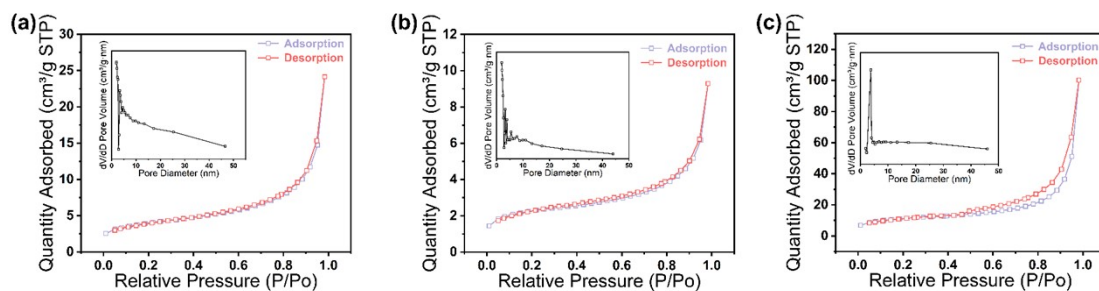 (a)
Quantity Adsorbed (cm³/g STP)
30
25
20
15
10
5
0
0.0 0.2 0.4 0.6 0.8 1.0
Relative Pressure (P/Po)
Adsorption
Desorption
dV/dD Pore Volume (cm³/g·nm)
0 10 20 30 40 50
Pore Diameter (nm)
(b)
Quantity Adsorbed (cm³/g STP)
12
10
8
6
4
2
0
0.0 0.2 0.4 0.6 0.8 1.0
Relative Pressure (P/Po)
Adsorption
Desorption
dV/dD Pore Volume (cm³/g·nm)
0 10 20 30 40 50
Pore Diameter (nm)
(c)
Quantity Adsorbed (cm³/g STP)
120
100
80
60
40
20
0
0.0 0.2 0.4 0.6 0.8 1.0
Relative Pressure (P/Po)
Adsorption
Desorption
dV/dD Pore Volume (cm³/g·nm)
0 10 20 30 40 50
Pore Diameter (nm)